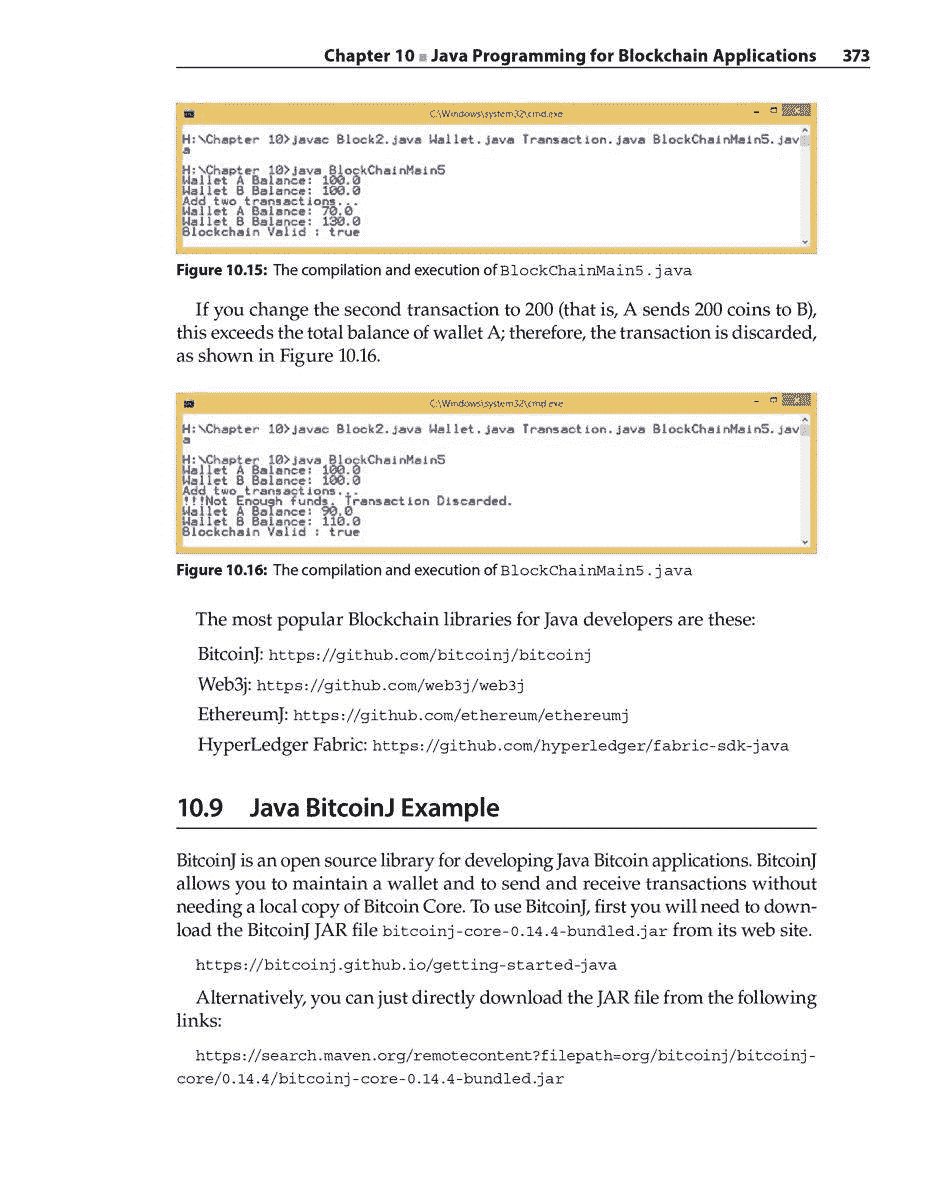 Chapter 10 ■ Java Programming for Blockchain Applications 373
C:\Windows\system32\cmd.exe
H:\Chapter 10>javac Block2.java Wallet.java Transaction.java BlockChainMain5.jav
a
H:\Chapter 10>java BlockChainMain5
Wallet A Balance: 100.0
Wallet B Balance: 100.0
Add two transactions...
Wallet A Balance: 70.0
Wallet B Balance: 130.0
Blockchain Valid : true
Figure 10.15: The compilation and execution of BlockChainMain5.java
If you change the second transaction to 200 (that is, A sends 200 coins to B),
this exceeds the total balance of wallet A; therefore, the transaction is discarded,
as shown in Figure 10.16.
C:\Windows\system32\cmd.exe
H:\Chapter 10>javac Block2.java Wallet.java Transaction.java BlockChainMain5.jav
a
H:\Chapter 10>java BlockChainMain5
Wallet A Balance: 100.0
Wallet B Balance: 100.0
Add two transactions...
!!!Not Enough funds. Transaction Discarded.
Wallet A Balance: 90.0
Wallet B Balance: 110.0
Blockchain Valid : true
Figure 10.16: The compilation and execution of BlockChainMain5.java
The most popular Blockchain libraries for Java developers are these:
BitcoinJ: https://github.com/bitcoinj/bitcoinj
Web3j: https://github.com/web3j/web3j
EthereumJ: https://github.com/ethereum/ethereumj
HyperLedger Fabric: https://github.com/hyperledger/fabric-sdk-java
10.9 Java BitcoinJ Example
BitcoinJ is an open source library for developing Java Bitcoin applications. BitcoinJ
allows you to maintain a wallet and to send and receive transactions without
needing a local copy of Bitcoin Core. To use BitcoinJ, first you will need to down-
load the BitcoinJ JAR file bitcoinj-core-0.14.4-bundled.jar from its web site.
https://bitcoinj.github.io/getting-started-java
Alternatively, you can just directly download the JAR file from the following
links:
https://search.maven.org/remotecontent?filepath=org/bitcoinj/bitcoinj-
core/0.14.4/bitcoinj-core-0.14.4-bundled.jar